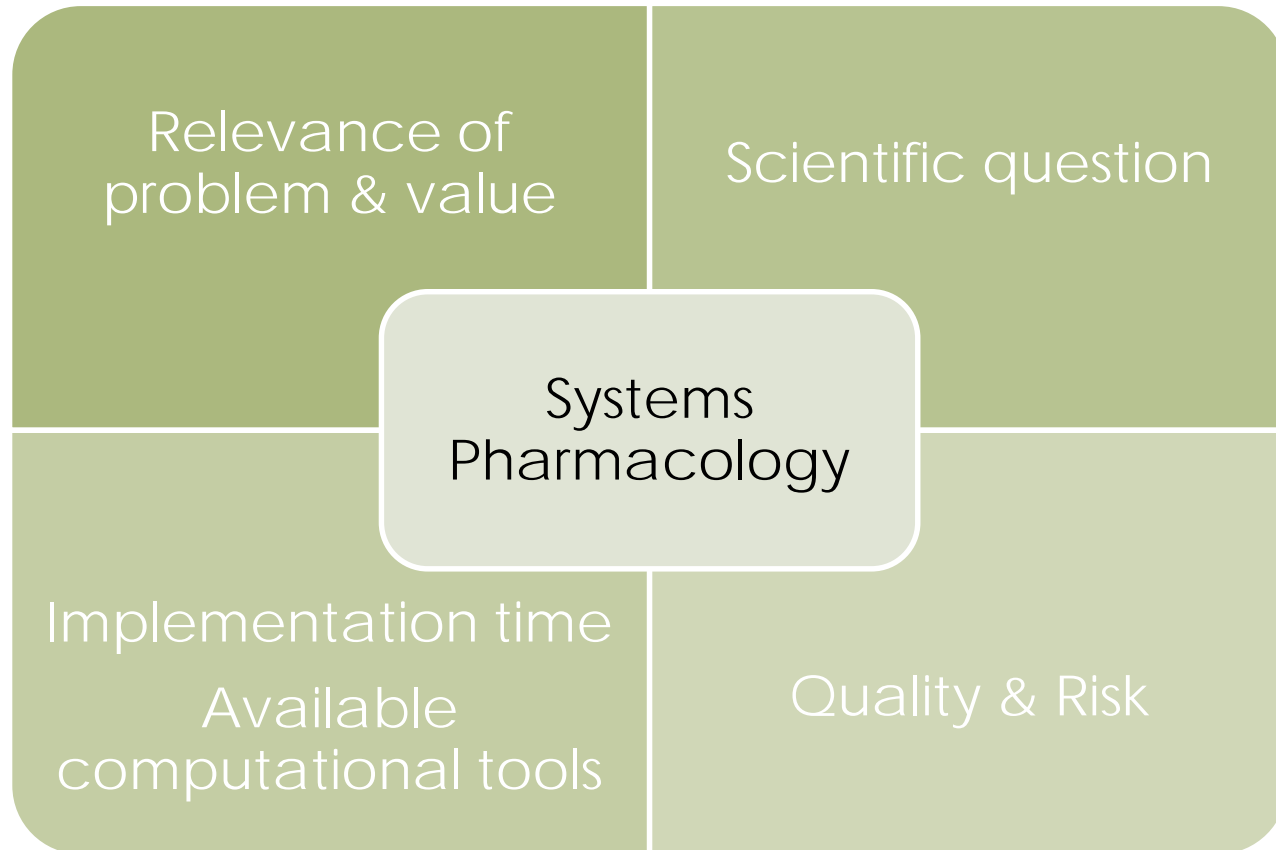 Relevance of
problem & value
Scientific question
Systems
Pharmacology
Implementation time
Available
computational tools
Quality & Risk